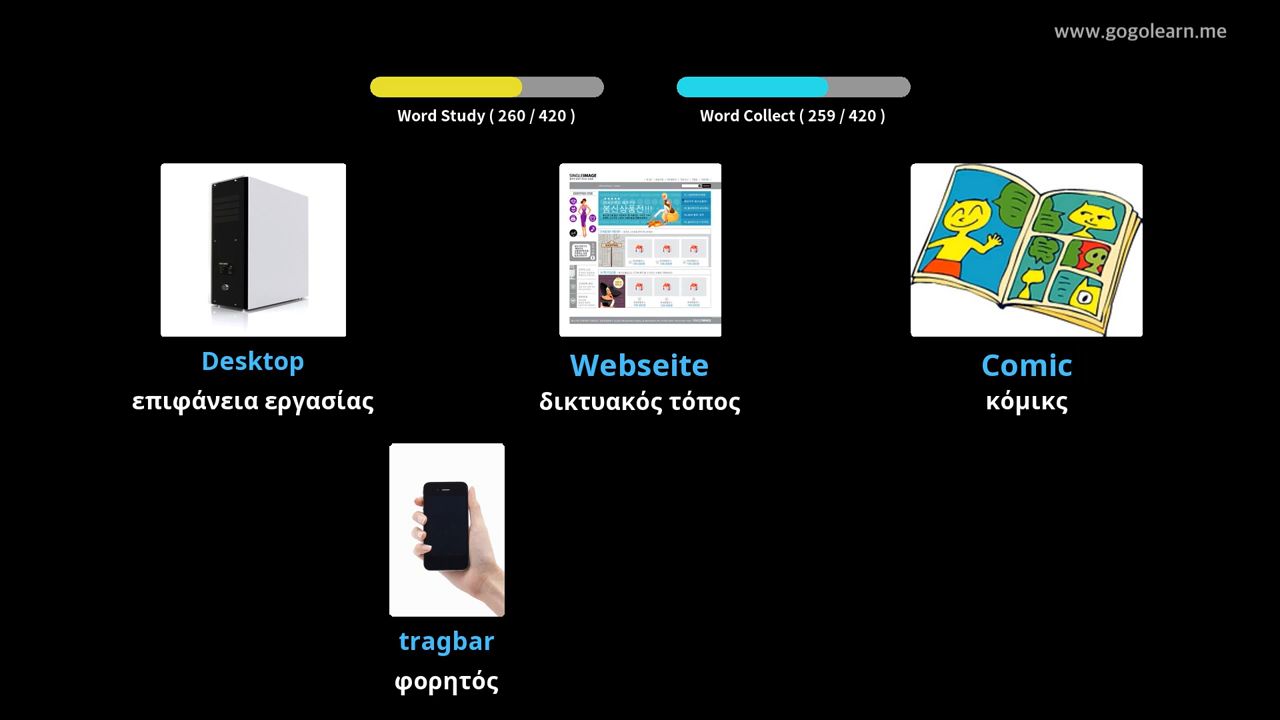 www.gogolearn.me
Word Study ( 260 / 420 )
Word Collect ( 259 / 420 )
Desktop
επιφάνεια εργασίας
Webseite
δικτυακός τόπος
Comic
κόμικς
tragbar
φορητός